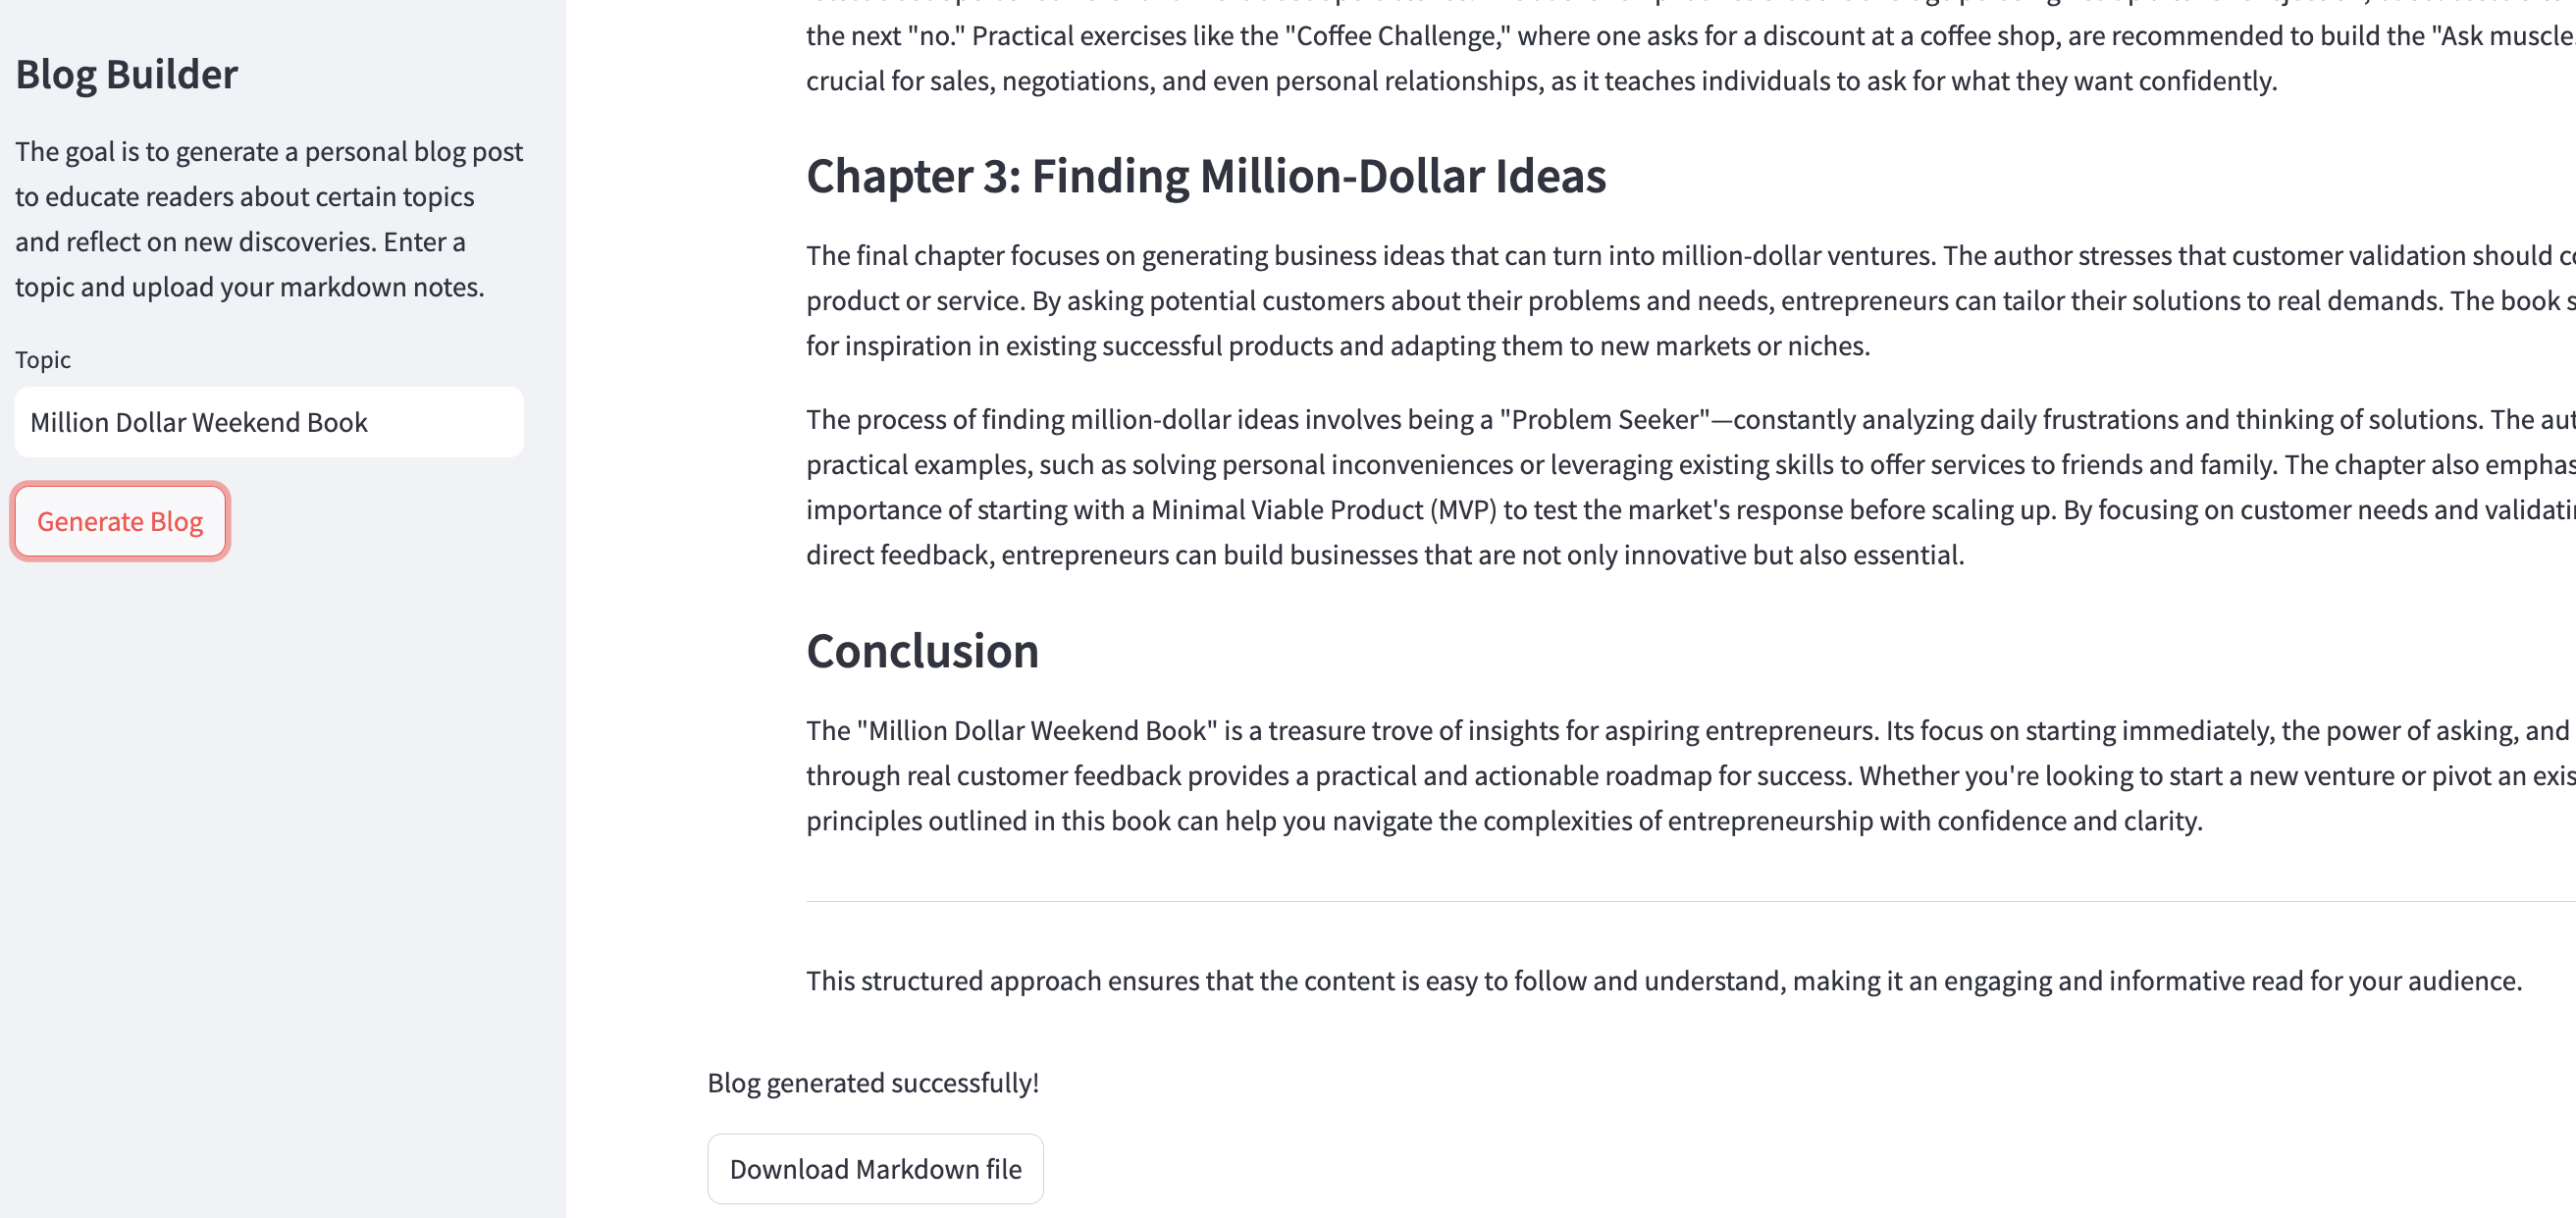 Blog Builder
The goal is to generate a personal blog post
to educate readers about certain topics
and reflect on new discoveries. Enter a
topic and upload your markdown notes.
Topic
Million Dollar Weekend Book
Generate Blog
the next "no." Practical exercises like the "Coffee Challenge," where one asks for a discount at a coffee shop, are recommended to build the "Ask muscle
crucial for sales, negotiations, and even personal relationships, as it teaches individuals to ask for what they want confidently.
Chapter 3: Finding Million-Dollar Ideas
The final chapter focuses on generating business ideas that can turn into million-dollar ventures. The author stresses that customer validation should
product or service. By asking potential customers about their problems and needs, entrepreneurs can tailor their solutions to real demands. The book
for inspiration in existing successful products and adapting them to new markets or niches.
The process of finding million-dollar ideas involves being a "Problem Seeker"—constantly analyzing daily frustrations and thinking of solutions. The
practical examples, such as solving personal inconveniences or leveraging existing skills to offer services to friends and family. The chapter also
importance of starting with a Minimal Viable Product (MVP) to test the market's response before scaling up. By focusing on customer needs and
direct feedback, entrepreneurs can build businesses that are not only innovative but also essential.
Conclusion
The "Million Dollar Weekend Book" is a treasure trove of insights for aspiring entrepreneurs. Its focus on starting immediately, the power of asking, and
through real customer feedback provides a practical and actionable roadmap for success. Whether you're looking to start a new venture or pivot an
principles outlined in this book can help you navigate the complexities of entrepreneurship with confidence and clarity.
This structured approach ensures that the content is easy to follow and understand, making it an engaging and informative read for your audience.
Blog generated successfully!
Download Markdown file